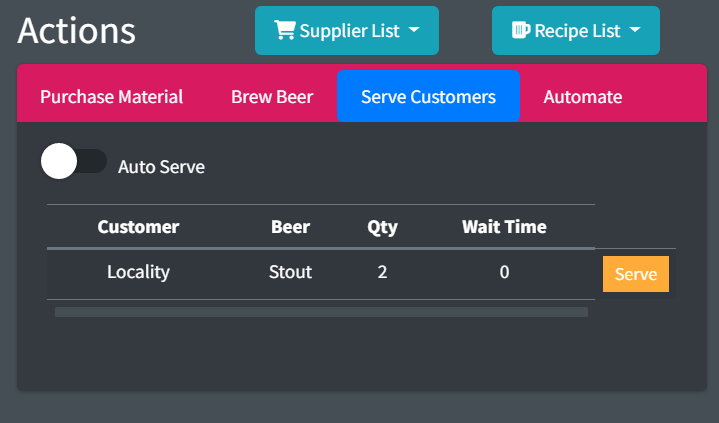 Actions
Supplier List
Recipe List
Purchase Material
Brew Beer
Serve Customers
Automate
Auto Serve
Customer Beer Qty Wait Time
Locality Stout 2 0 Serve